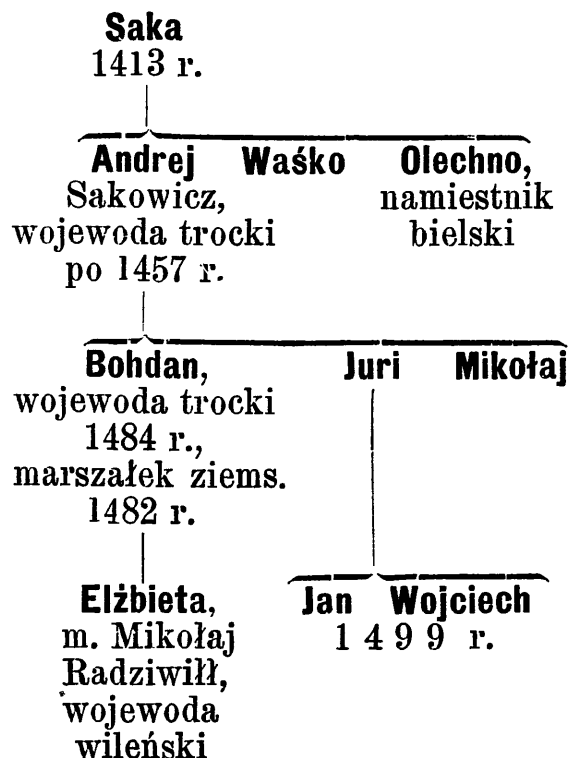 Saka
1413 r.
Andrej Waśko Olechno,
Sakowicz, namiestnik
wojewoda trocki bielski
po 1457 r.
Bohdan, Juri Mikołaj
wojewoda trocki
1484 r.,
marszałek ziems.
1482 r.
Elżbieta, Jan Wojciech
m. Mikołaj 1499 r.
Radziwiłł,
wojewoda
wileński